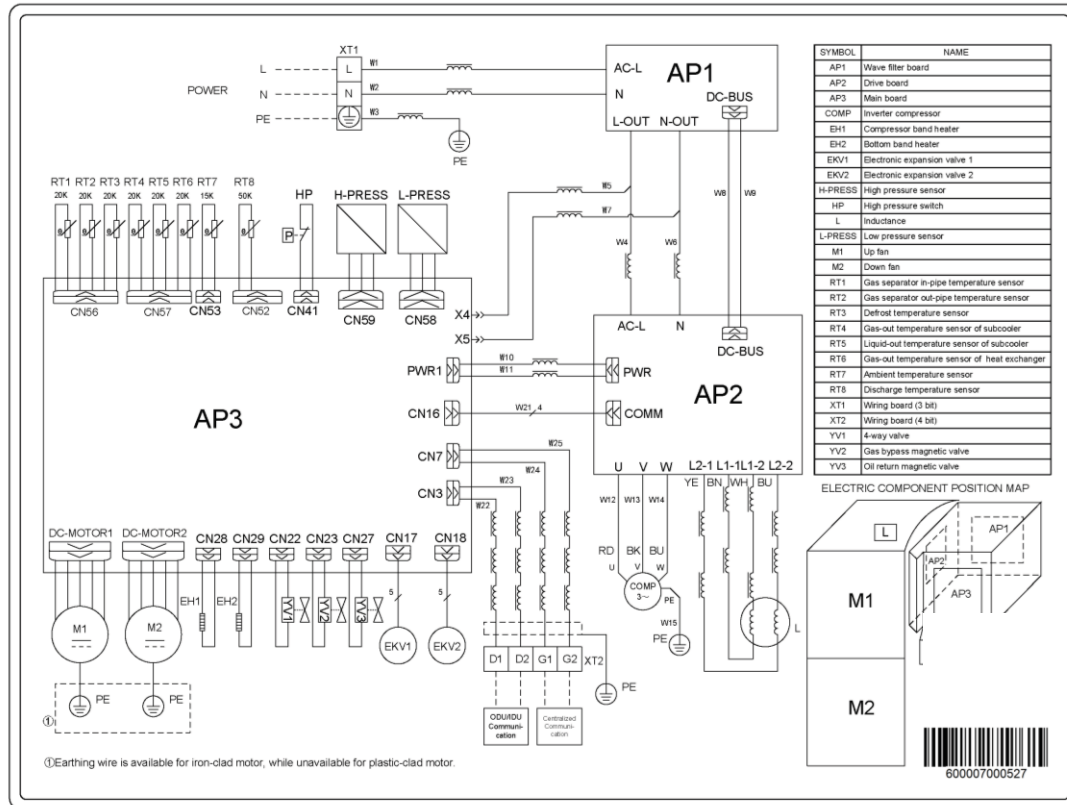 XT1
L
L
W1
AC-L
AP1
POWER
N
N
W2
N
DC-BUS
PE
W3
L-OUT N-OUT
PE
RT1 RT2 RT3 RT4 RT5 RT6 RT7 RT8
20K 20K 20K 20K 20K 20K 15K 50K
HP
H-PRESS
L-PRESS
P
W5
W7
W8
W9
W4
W6
CN56
CN57
CN53
CN52
CN41
CN59
CN58
X4
X5
AC-L
N
DC-BUS
PWR1
W10
W11
PWR
AP3
AP2
CN16
W21
4
COMM
CN7
W25
W24
CN3
W23
W22
U V W L2-1 L1-1 L1-2 L2-2
YE BN WH BU
W12
W13
W14
RD BK BU
U V W
COMP
3~
PE
W15
PE
L
DC-MOTOR1
DC-MOTOR2
CN28
CN29
CN22
CN23
CN27
CN17
CN18
M1
M2
EH1
EH2
YV1
YV2
YV3
5
5
EKV1
EKV2
PE
PE
①
D1 D2 G1 G2
XT2
PE
ODU/IDU
Communi-
cation
Centralized
Communi-
cation
①Earthing wire is available for iron-clad motor, while unavailable for plastic-clad motor.
SYMBOL NAME
AP1 Wave filter board
AP2 Drive board
AP3 Main board
COMP Inverter compressor
EH1 Compressor band heater
EH2 Bottom band heater
EKV1 Electronic expansion valve 1
EKV2 Electronic expansion valve 2
H-PRESS High pressure sensor
HP High pressure switch
L Inductance
L-PRESS Low pressure sensor
M1 Up fan
M2 Down fan
RT1 Gas separator in-pipe temperature sensor
RT2 Gas separator out-pipe temperature sensor
RT3 Defrost temperature sensor
RT4 Gas-out temperature sensor of subcooler
RT5 Liquid-out temperature sensor of subcooler
RT6 Gas-out temperature sensor of heat exchanger
RT7 Ambient temperature sensor
RT8 Discharge temperature sensor
XT1 Wiring board (3 bit)
XT2 Wiring board (4 bit)
YV1 4-way valve
YV2 Gas bypass magnetic valve
YV3 Oil return magnetic valve
ELECTRIC COMPONENT POSITION MAP
L
AP1
AP2
AP3
M1
M2
600007000527